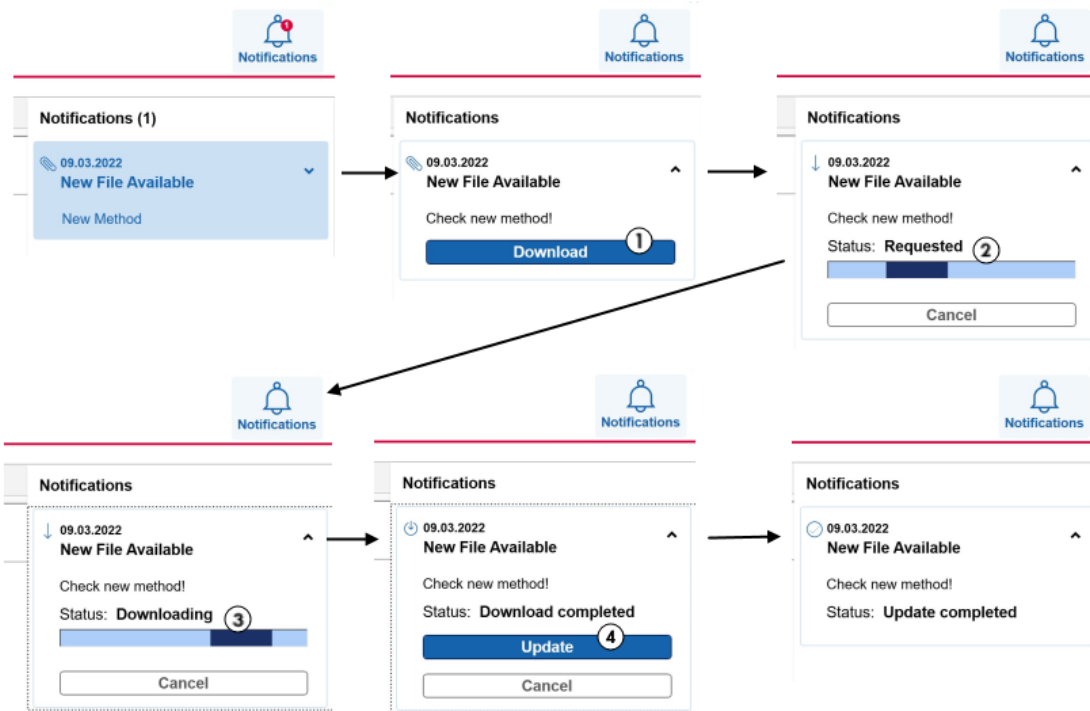 1
Notifications
Notifications (1)
09.03.2022
New File Available
New Method
Notifications
Notifications
09.03.2022
New File Available
Check new method!
Download
1
Notifications
Notifications
09.03.2022
New File Available
Check new method!
Status: Requested
2
Cancel
Notifications
Notifications
09.03.2022
New File Available
Check new method!
Status: Downloading
3
Cancel
Notifications
Notifications
09.03.2022
New File Available
Check new method!
Status: Download completed
Update
4
Cancel
Notifications
Notifications
09.03.2022
New File Available
Check new method!
Status: Update completed